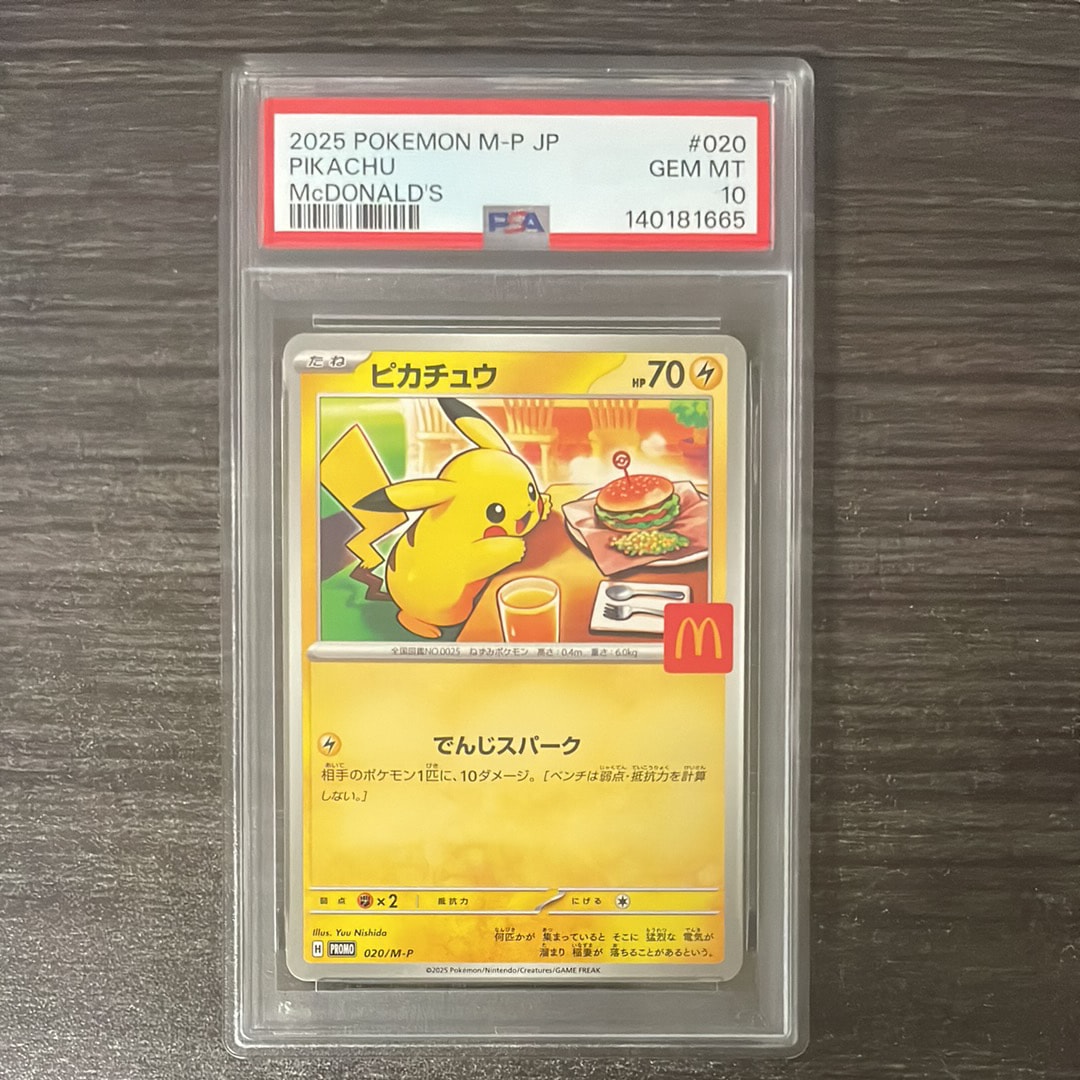 2025 POKEMON M-P JP #020
PIKACHU GEM MT
McDONALD'S 10
PSA 140181665
たね ピカチュウ HP70
全国図鑑NO.0025 ねずみポケモン 高さ:0.4m 重さ:6.0kg
M
でんじスパーク
相手のポケモン1匹に、10ダメージ。[ベンチは弱点・抵抗力を計算
しない。]
弱点 ×2 抵抗力 にげる
Illus. Yuu Nishida
何匹かが 集まっていると そこに 猛烈な 電気が
溜まり 稲妻が 落ちることがあるという。
H PROMO 020/M-P
©2025 Pokémon/Nintendo/Creatures/GAME FREAK